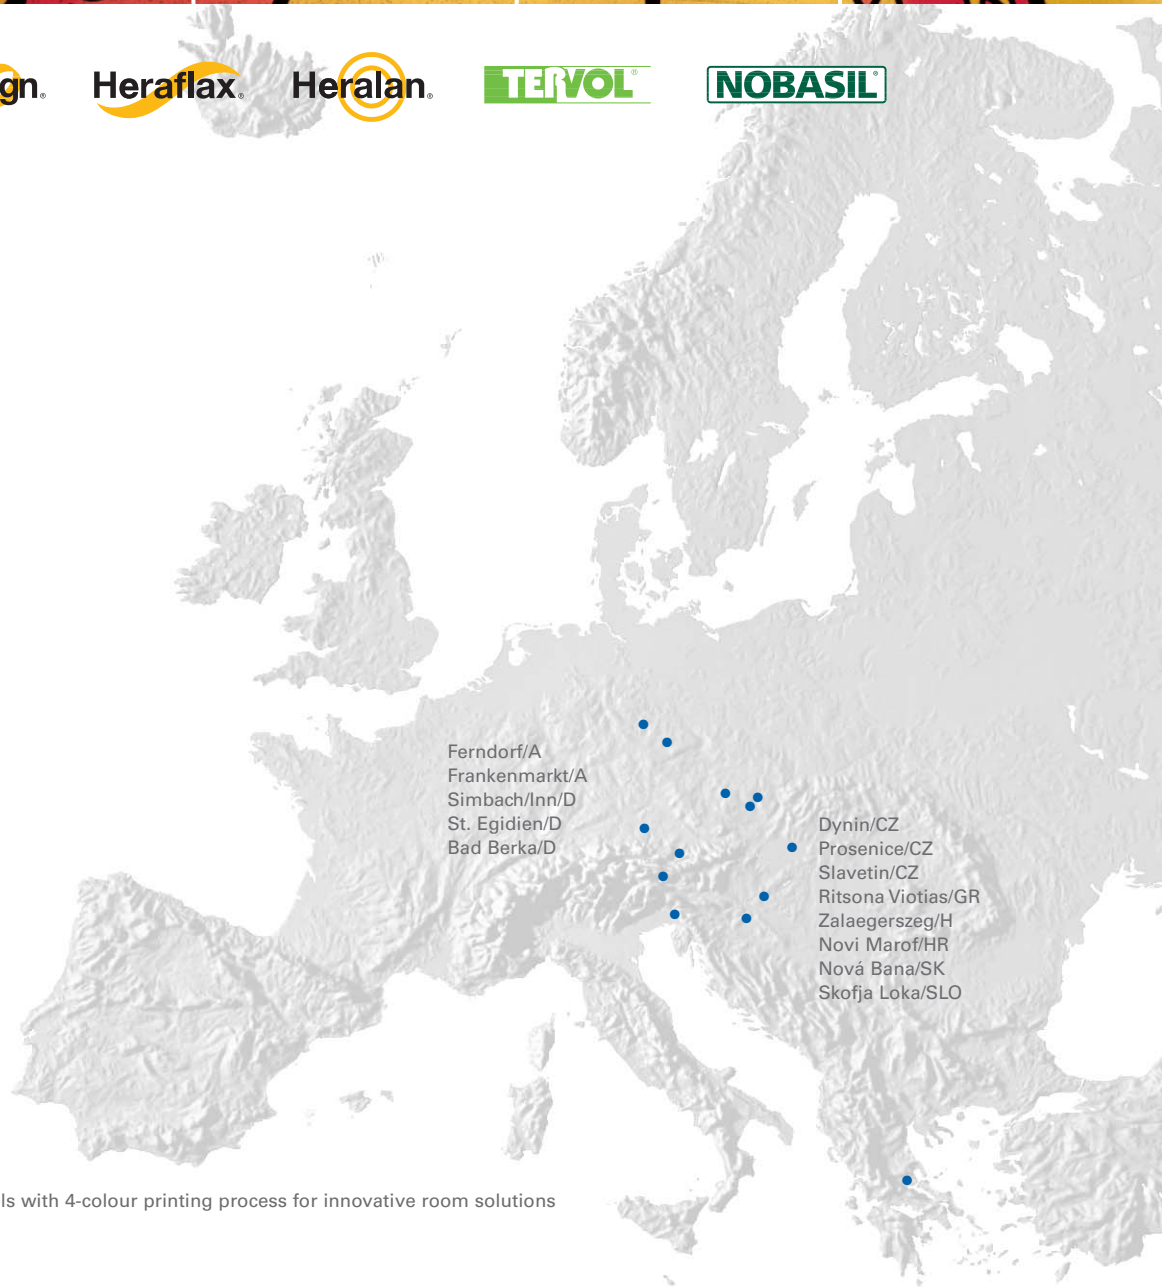 gn®
Heraflax®
Heralan®
TERVOL®
NOBASIL®
Ferndorf/A
Frankenmarkt/A
Simbach/Inn/D
St. Egidien/D
Bad Berka/D
Dynin/CZ
Prosenice/CZ
Slavetin/CZ
Ritsona Viotias/GR
Zalaegerszeg/H
Novi Marof/HR
Nová Bana/SK
Skofja Loka/SLO
ls with 4-colour printing process for innovative room solutions